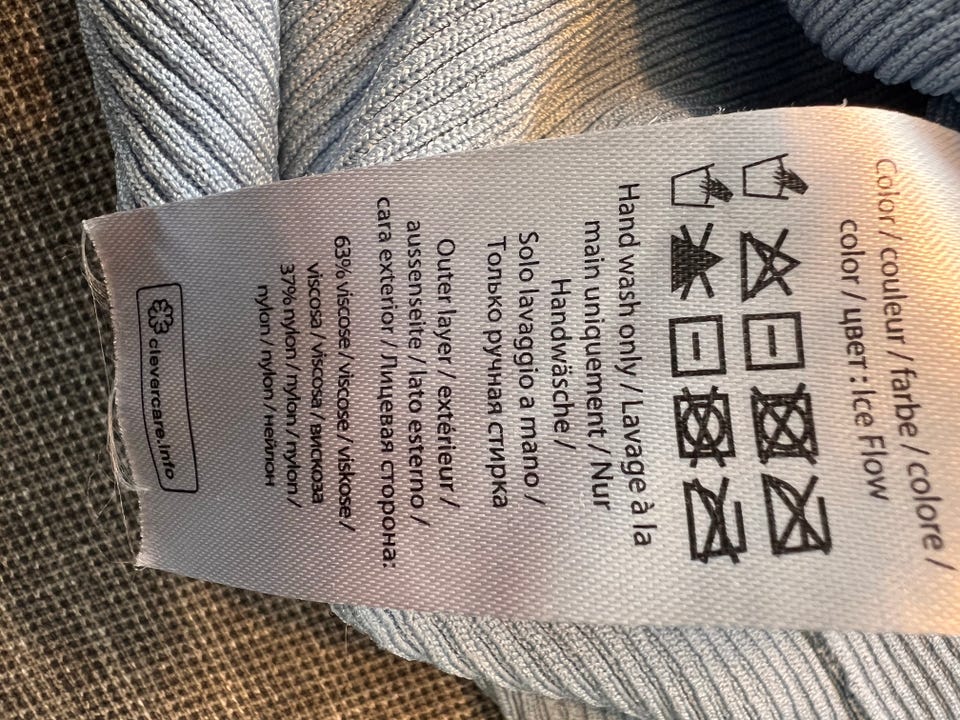 Color / couleur / farbe / colore /
color / цвет : Ice Flow
Hand wash only / Lavage à la
main uniquement / Nur
Handwäsche /
Solo lavaggio a mano /
Только ручная стирка
Outer layer / extérieur /
aussenseite / lato esterno /
cara exterior / Лицевая сторона:
63% viscose / viscose / viskose /
viscosa / viscosa / вискоза
37% nylon / nylon / nylon /
nylon / nylon / нейлон
clevercare.info